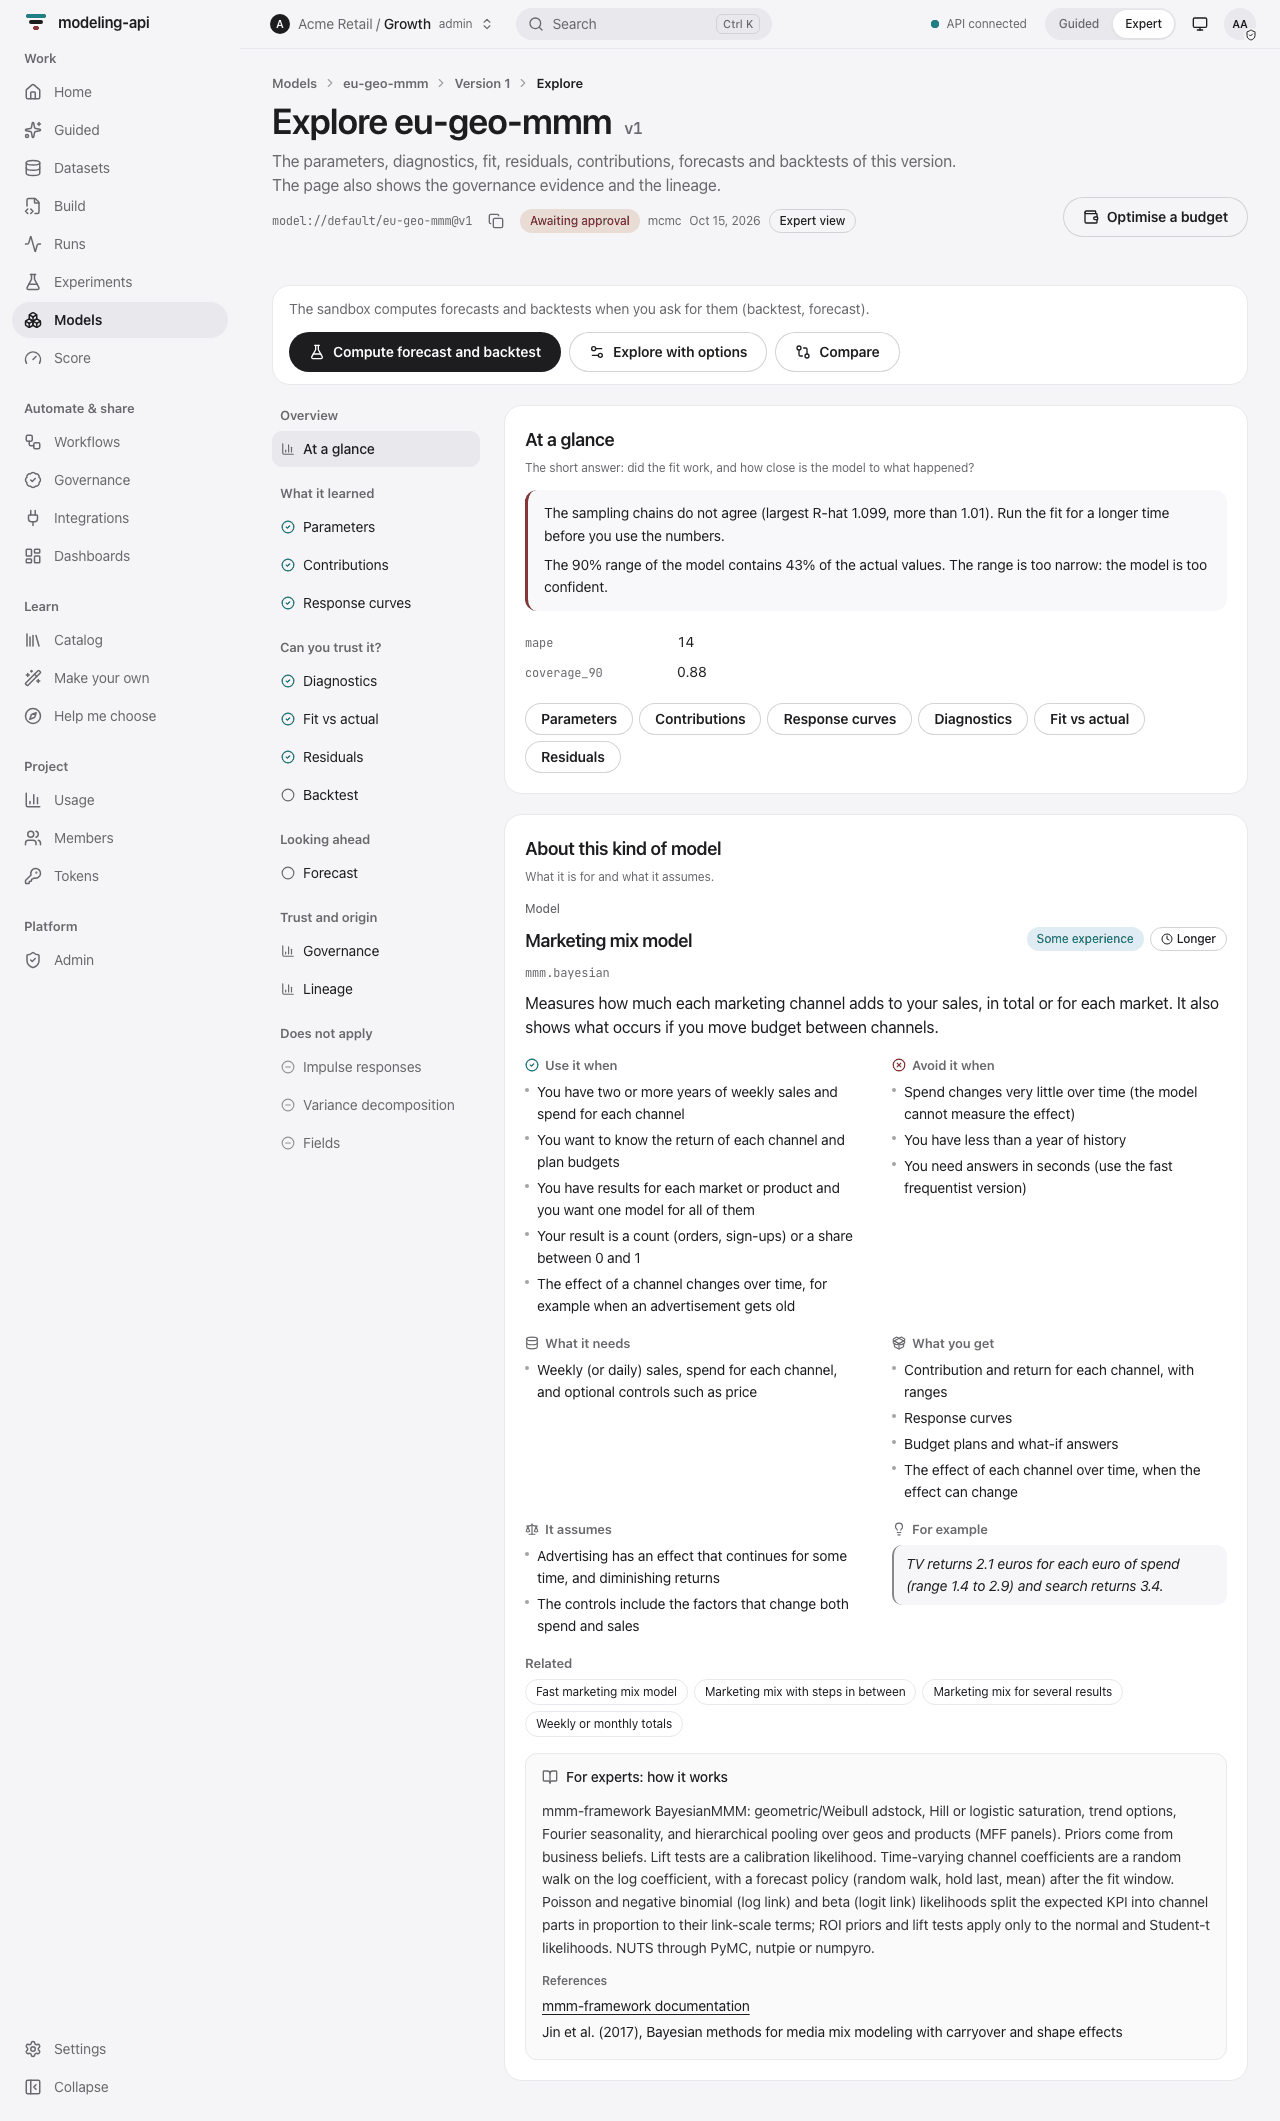 modeling-api
A Acme Retail / Growth admin
Search Ctrl K
API connected
Guided Expert
AA
Work
Home
Guided
Datasets
Build
Runs
Experiments
Models
Score
Automate & share
Workflows
Governance
Integrations
Dashboards
Learn
Catalog
Make your own
Help me choose
Project
Usage
Members
Tokens
Platform
Admin
Settings
Collapse
Models > eu-geo-mmm > Version 1 > Explore
Explore eu-geo-mmm v1
The parameters, diagnostics, fit, residuals, contributions, forecasts and backtests of this version.
The page also shows the governance evidence and the lineage.
model://default/eu-geo-mmm@v1 Awaiting approval mcmc Oct 15, 2026 Expert view
Optimise a budget
The sandbox computes forecasts and backtests when you ask for them (backtest, forecast).
Compute forecast and backtest Explore with options Compare
Overview
At a glance
What it learned
Parameters
Contributions
Response curves
Can you trust it?
Diagnostics
Fit vs actual
Residuals
Backtest
Looking ahead
Forecast
Trust and origin
Governance
Lineage
Does not apply
Impulse responses
Variance decomposition
Fields
At a glance
The short answer: did the fit work, and how close is the model to what happened?
The sampling chains do not agree (largest R-hat 1.099, more than 1.01). Run the fit for a longer time
before you use the numbers.
The 90% range of the model contains 43% of the actual values. The range is too narrow: the model is too
confident.
mape 14
coverage_90 0.88
Parameters Contributions Response curves Diagnostics Fit vs actual
Residuals
About this kind of model
What it is for and what it assumes.
Model
Marketing mix model
Some experience Longer
mmm.bayesian
Measures how much each marketing channel adds to your sales, in total or for each market. It also
shows what occurs if you move budget between channels.
Use it when
You have two or more years of weekly sales and
spend for each channel
You want to know the return of each channel and
plan budgets
You have results for each market or product and
you want one model for all of them
Your result is a count (orders, sign-ups) or a share
between 0 and 1
The effect of a channel changes over time, for
example when an advertisement gets old
Avoid it when
Spend changes very little over time (the model
cannot measure the effect)
You have less than a year of history
You need answers in seconds (use the fast
frequentist version)
What it needs
Weekly (or daily) sales, spend for each channel,
and optional controls such as price
What you get
Contribution and return for each channel, with
ranges
Response curves
Budget plans and what-if answers
The effect of each channel over time, when the
effect can change
It assumes
Advertising has an effect that continues for some
time, and diminishing returns
The controls include the factors that change both
spend and sales
For example
TV returns 2.1 euros for each euro of spend
(range 1.4 to 2.9) and search returns 3.4.
Related
Fast marketing mix model Marketing mix with steps in between Marketing mix for several results
Weekly or monthly totals
For experts: how it works
mmm-framework BayesianMMM: geometric/Weibull adstock, Hill or logistic saturation, trend options,
Fourier seasonality, and hierarchical pooling over geos and products (MFF panels). Priors come from
business beliefs. Lift tests are a calibration likelihood. Time-varying channel coefficients are a random
walk on the log coefficient, with a forecast policy (random walk, hold last, mean) after the fit window.
Poisson and negative binomial (log link) and beta (logit link) likelihoods split the expected KPI into channel
parts in proportion to their link-scale terms; ROI priors and lift tests apply only to the normal and Student-t
likelihoods. NUTS through PyMC, nutpie or numpyro.
References
mmm-framework documentation
Jin et al. (2017), Bayesian methods for media mix modeling with carryover and shape effects